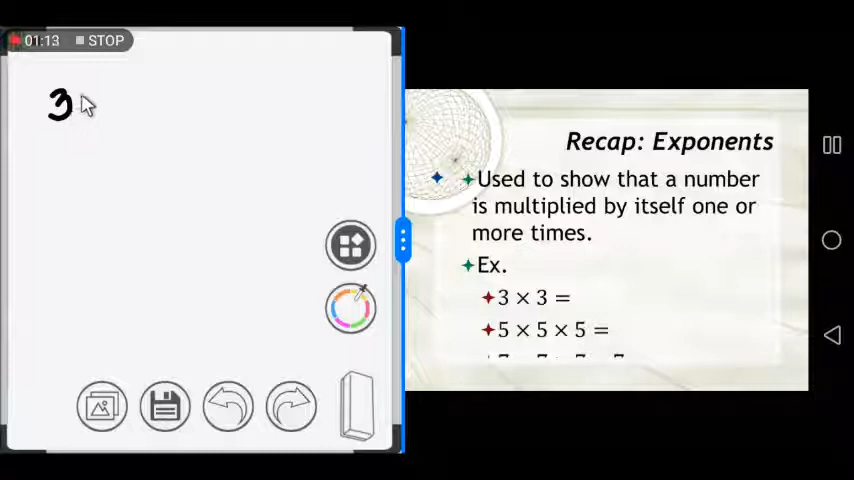 01:13 STOP
3
Recap: Exponents
Used to show that a number
is multiplied by itself one or
more times.
Ex.
3 × 3 =
5 × 5 × 5 =